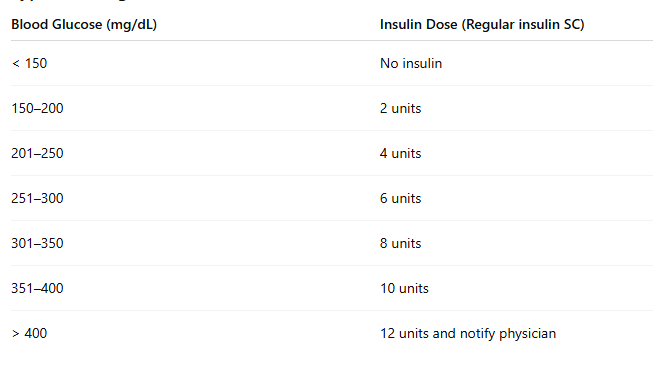 Blood Glucose (mg/dL) Insulin Dose (Regular insulin SC)
< 150 No insulin
150–200 2 units
201–250 4 units
251–300 6 units
301–350 8 units
351–400 10 units
> 400 12 units and notify physician